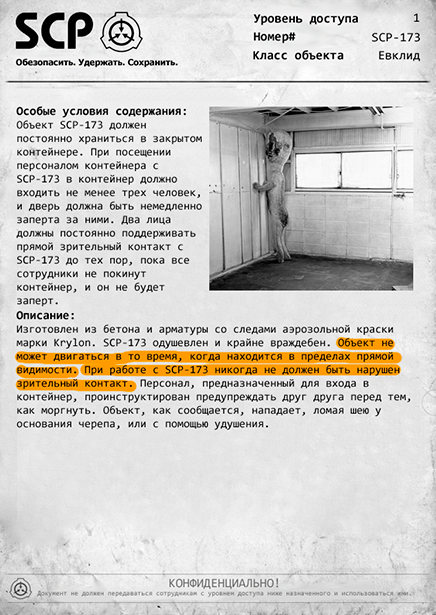 SCP
Обезопасить. Удержать. Сохранить.
Уровень доступа 1
Номер# SCP-173
Класс объекта Евклид
Особые условия содержания:
Объект SCP-173 должен
постоянно храниться в закрытом
контейнере. При посещении
персоналом контейнера с
SCP-173 в контейнер должно
входить не менее трех человек,
и дверь должна быть немедленно
заперта за ними. Два лица
должны постоянно поддерживать
прямой зрительный контакт с
SCP-173 до тех пор, пока все
сотрудники не покинут
контейнер, и он не будет
заперт.
Описание:
Изготовлен из бетона и арматуры со следами аэрозольной краски
марки Krylon. SCP-173 одушевлен и крайне враждебен. Объект не
может двигаться в то время, когда находится в пределах прямой
видимости. При работе с SCP-173 никогда не должен быть нарушен
зрительный контакт. Персонал, предназначенный для входа в
контейнер, проинструктирован предупреждать друг друга перед тем,
как моргнуть. Объект, как сообщается, нападает, ломая шею у
основания черепа, или с помощью удушения.
КОНФИДЕНЦИАЛЬНО!
Документ не должен передаваться сотрудникам с уровнем доступа ниже назначенного и использоваться ими.